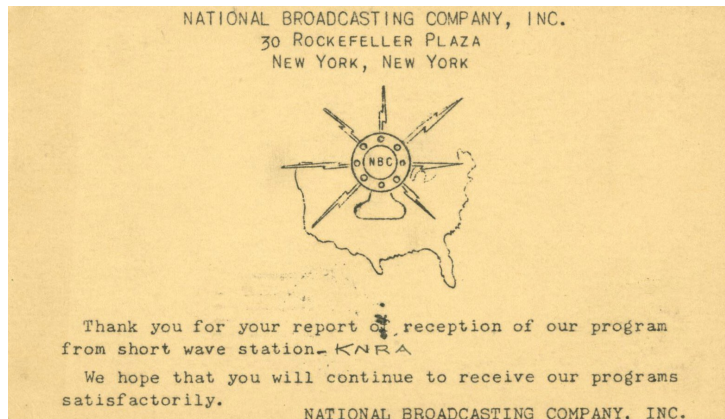 NATIONAL BROADCASTING COMPANY, INC.
30 ROCKEFELLER PLAZA
NEW YORK, NEW YORK
NBC
Thank you for your report of reception of our program
from short wave station- KNRA
We hope that you will continue to receive our programs
satisfactorily.
NATIONAL BROADCASTING COMPANY, INC.